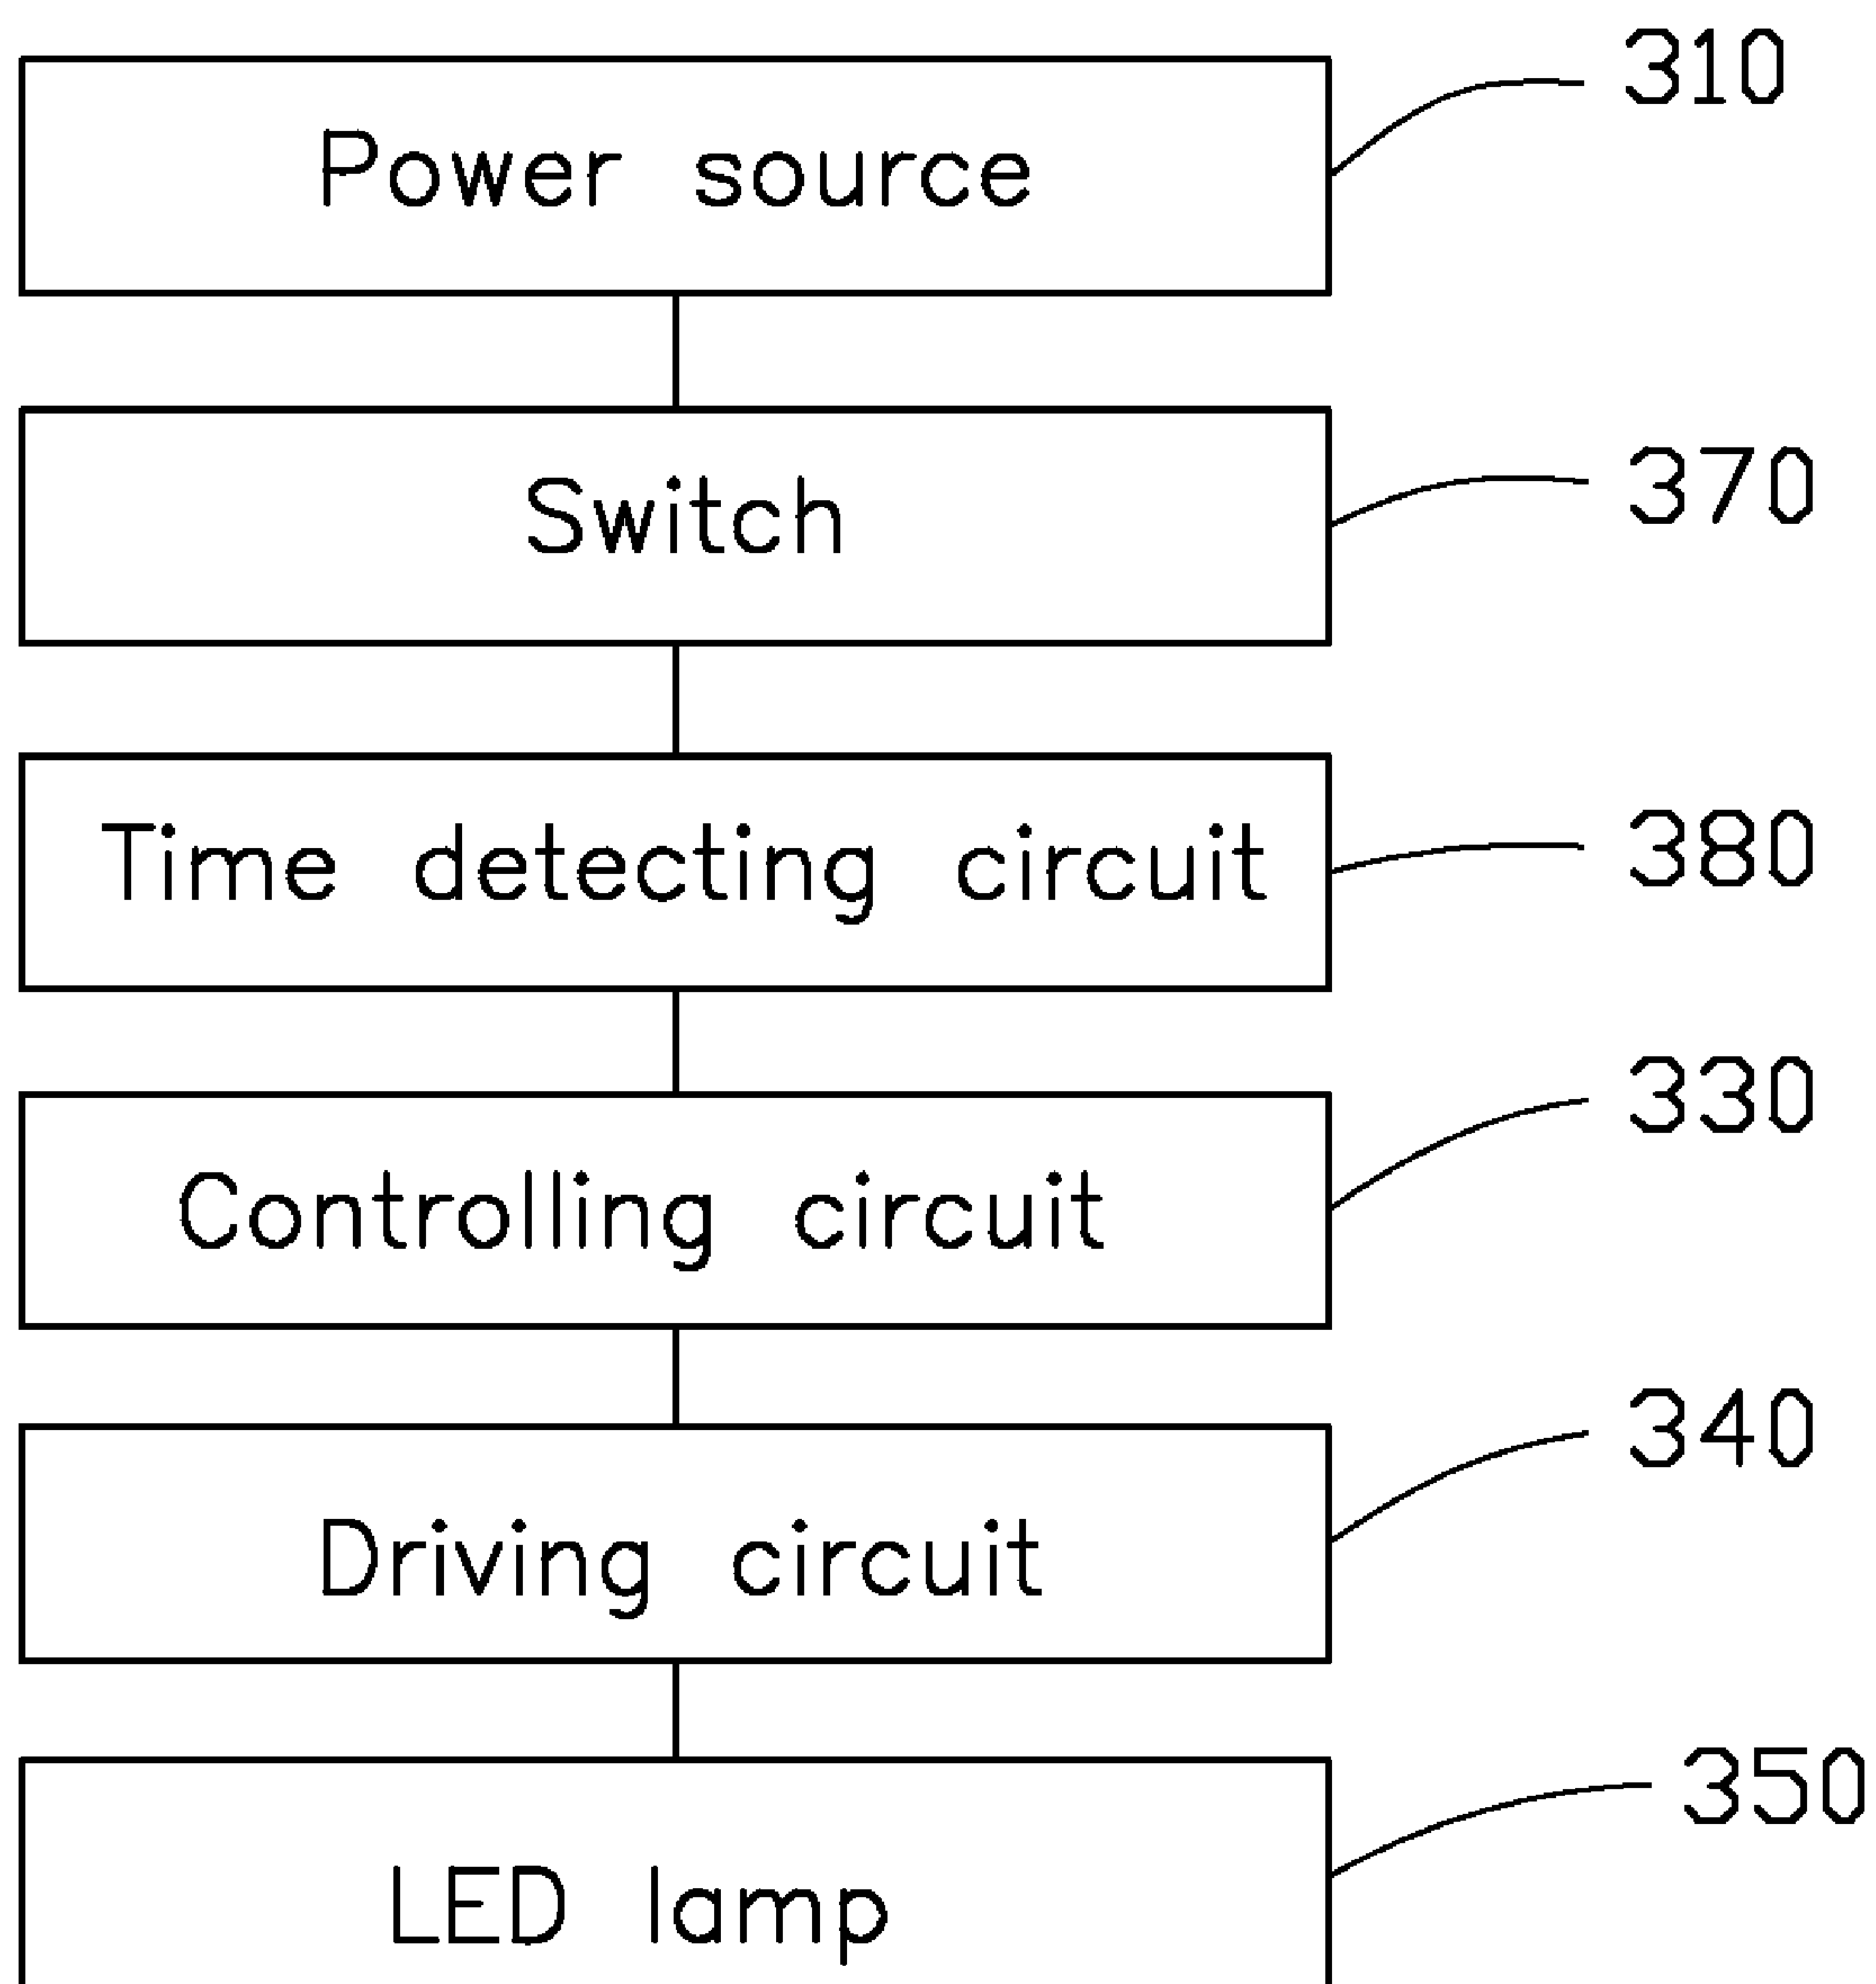 Power source
310
Switch
370
Time detecting circuit
380
Controlling circuit
330
Driving circuit
340
LED lamp
350